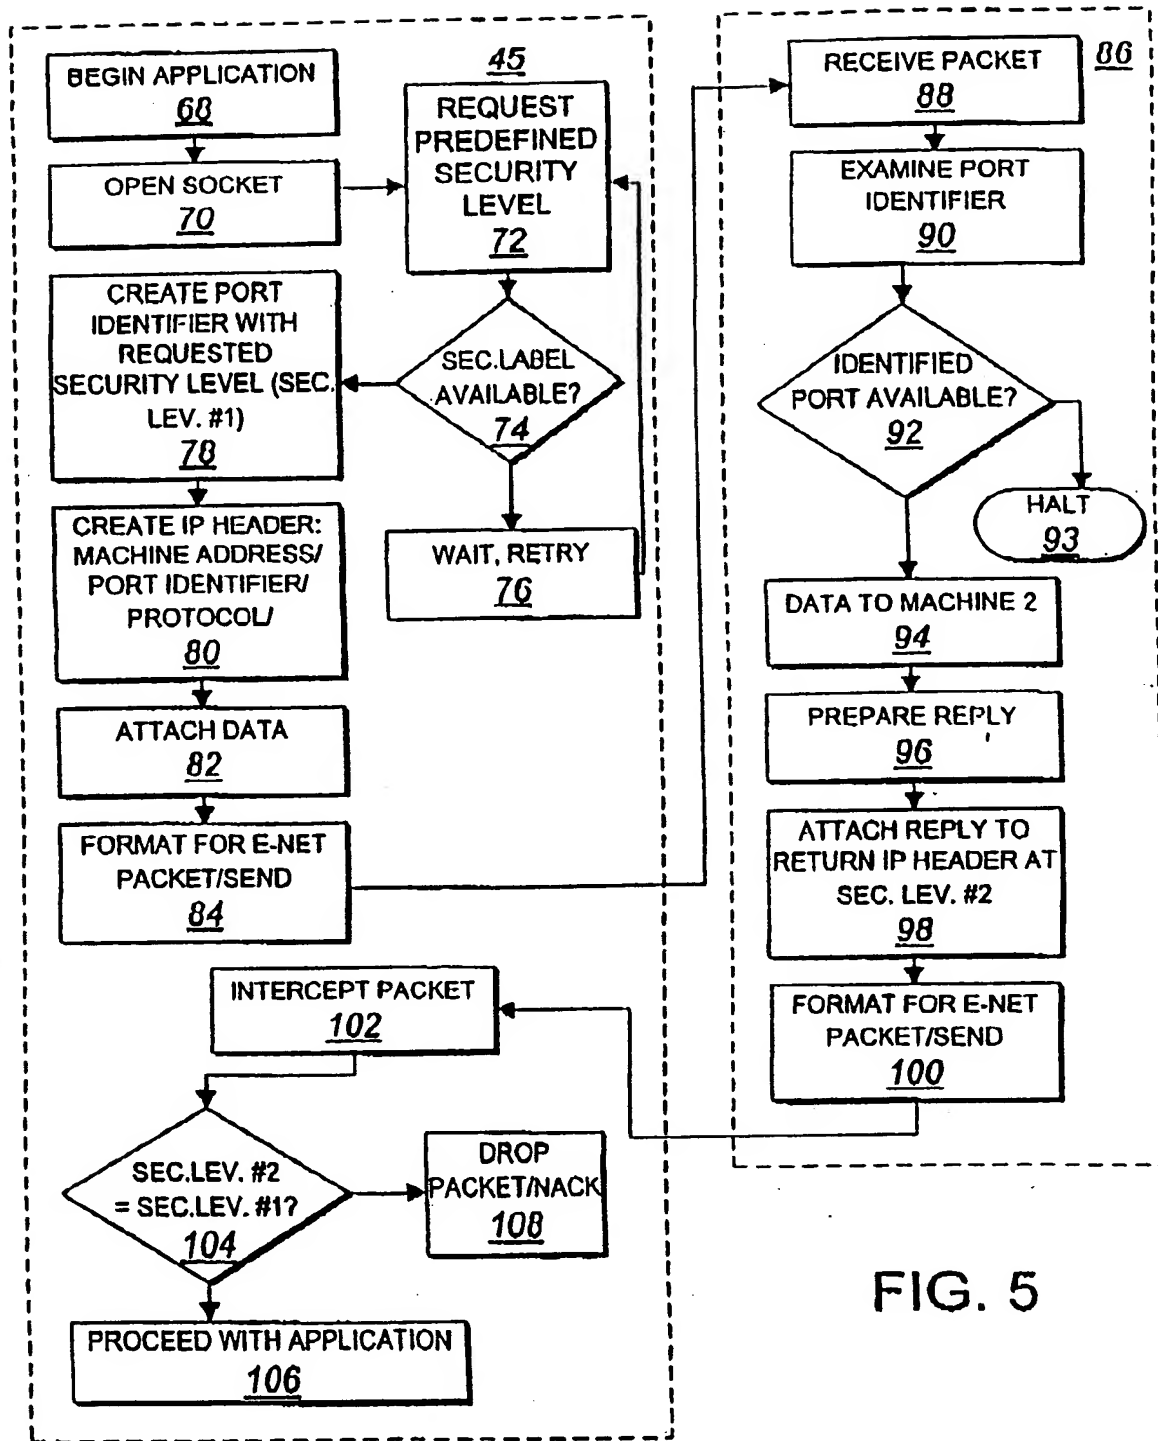 BEGIN APPLICATION
68
OPEN SOCKET
70
45
REQUEST
PREDEFINED
SECURITY
LEVEL
72
SEC.LABEL
AVAILABLE?
74
WAIT, RETRY
76
CREATE PORT
IDENTIFIER WITH
REQUESTED
SECURITY LEVEL (SEC.
LEV. #1)
78
CREATE IP HEADER:
MACHINE ADDRESS/
PORT IDENTIFIER/
PROTOCOL/
80
ATTACH DATA
82
FORMAT FOR E-NET
PACKET/SEND
84
86
RECEIVE PACKET
88
EXAMINE PORT
IDENTIFIER
90
IDENTIFIED
PORT AVAILABLE?
92
HALT
93
DATA TO MACHINE 2
94
PREPARE REPLY
96
ATTACH REPLY TO
RETURN IP HEADER AT
SEC. LEV. #2
98
FORMAT FOR E-NET
PACKET/SEND
100
INTERCEPT PACKET
102
SEC.LEV. #2
= SEC.LEV. #1?
104
DROP
PACKET/NACK
108
PROCEED WITH APPLICATION
106
FIG. 5